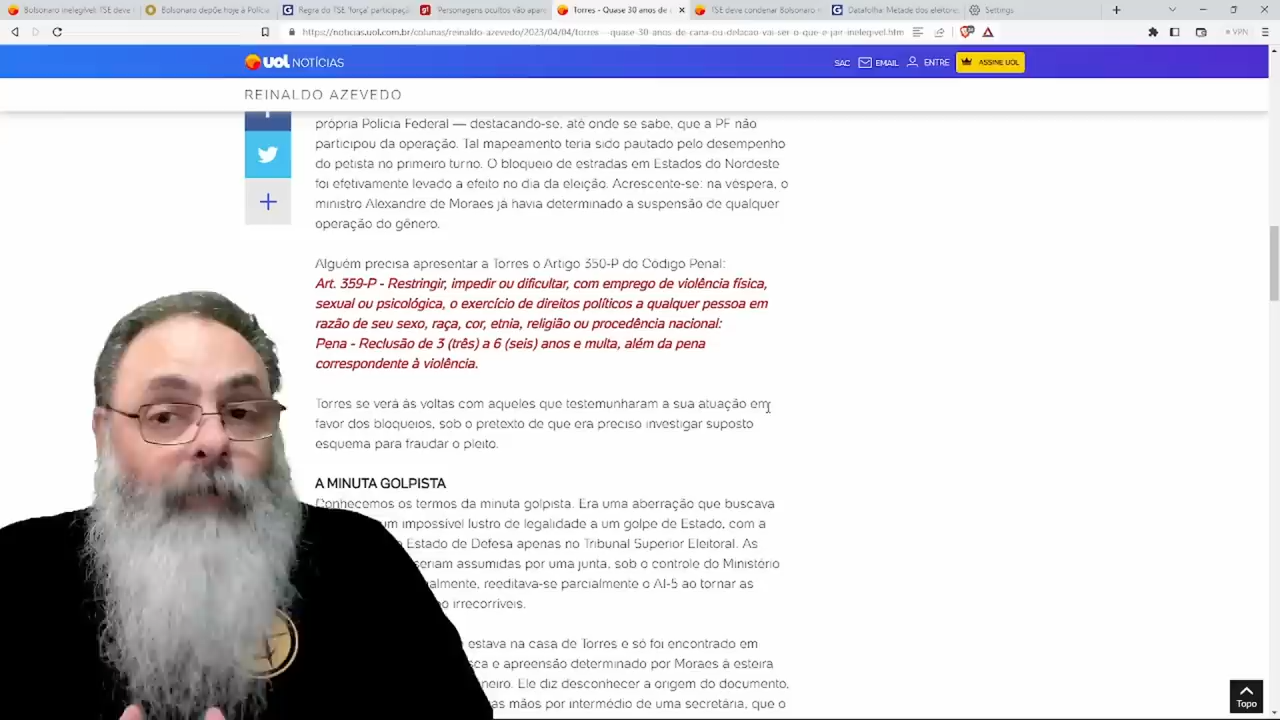 Bolsonaro inelegível: TSE deve
Bolsonaro depõe hoje à Polícia
Regra do TSE 'força' participaçã
'Personagens ocultos vão apare
Torres - Quase 30 anos de
TSE deve condenar Bolsonaro
Datafolha: Metade dos eleitore
Settings
https://noticias.uol.com.br/colunas/reinaldo-azevedo/2023/04/04/torres---quase-30-anos-de-cana-ou-delacao-vai-ser-o-que-e-jair-inelegivel.htm
VPN
UOL NOTÍCIAS
SAC EMAIL ENTRE ASSINE UOL
REINALDO AZEVEDO
própria Polícia Federal — destacando-se, até onde se sabe, que a PF não
participou da operação. Tal mapeamento teria sido pautado pelo desempenho
do petista no primeiro turno. O bloqueio de estradas em Estados do Nordeste
foi efetivamente levado a efeito no dia da eleição. Acrescente-se: na véspera, o
ministro Alexandre de Moraes já havia determinado a suspensão de qualquer
operação do gênero.
Alguém precisa apresentar a Torres o Artigo 350-P do Código Penal:
Art. 359-P - Restringir, impedir ou dificultar, com emprego de violência física,
sexual ou psicológica, o exercício de direitos políticos a qualquer pessoa em
razão de seu sexo, raça, cor, etnia, religião ou procedência nacional:
Pena - Reclusão de 3 (três) a 6 (seis) anos e multa, além da pena
correspondente à violência.
Torres se verá às voltas com aqueles que testemunharam a sua atuação em
favor dos bloqueios, sob o pretexto de que era preciso investigar suposto
esquema para fraudar o pleito.
A MINUTA GOLPISTA
Conhecemos os termos da minuta golpista. Era uma aberração que buscava
um impossível lustro de legalidade a um golpe de Estado, com a
Estado de Defesa apenas no Tribunal Superior Eleitoral. As
seriam assumidas por uma junta, sob o controle do Ministério
nalmente, reeditava-se parcialmente o AI-5 ao tornar as
irrecorríveis.
estava na casa de Torres e só foi encontrado em
sca e apreensão determinado por Moraes à esteira
neiro. Ele diz desconhecer a origem do documento,
as mãos por intermédio de uma secretária, que o
Topo